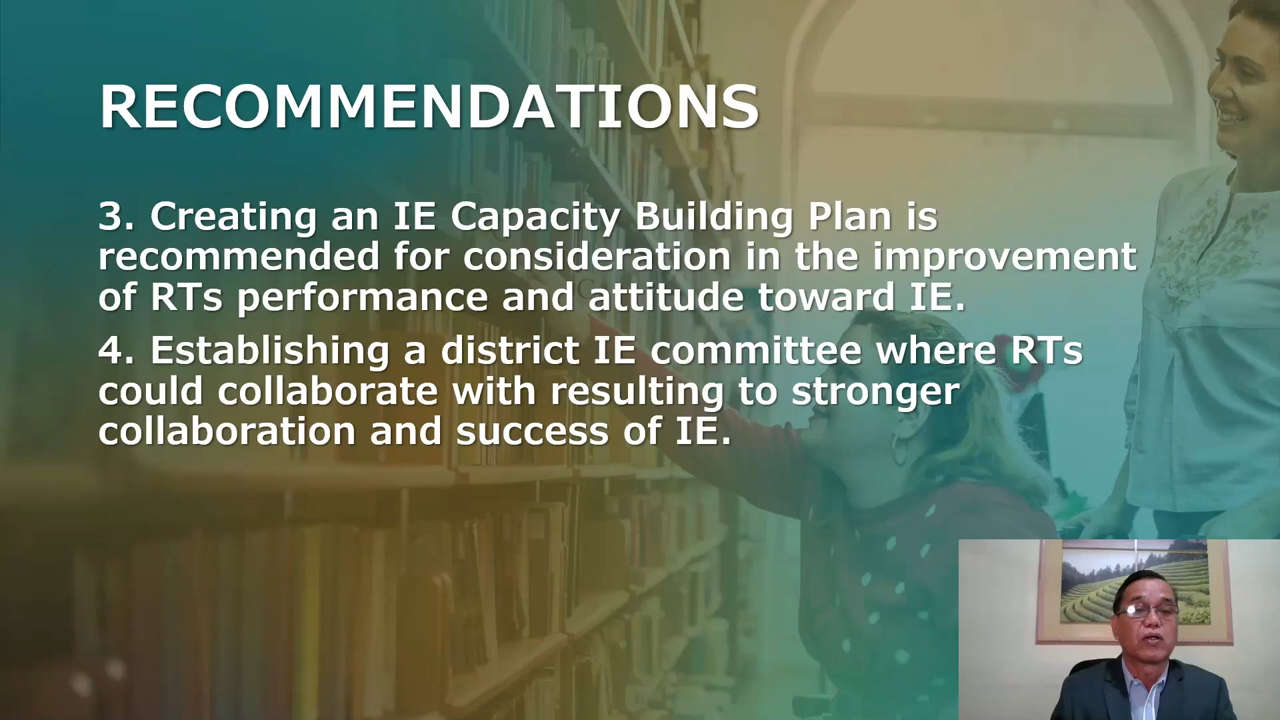 RECOMMENDATIONS
3. Creating an IE Capacity Building Plan is
recommended for consideration in the improvement
of RTs performance and attitude toward IE.
4. Establishing a district IE committee where RTs
could collaborate with resulting to stronger
collaboration and success of IE.